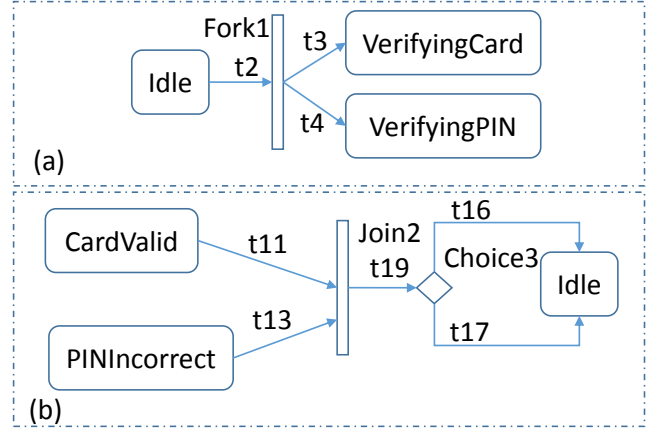 Fork1
t3
VerifyingCard
Idle
t2
t4
VerifyingPIN
(a)
t16
CardValid
t11
Join2
t19
Choice3
Idle
t13
t17
PINIncorrect
(b)